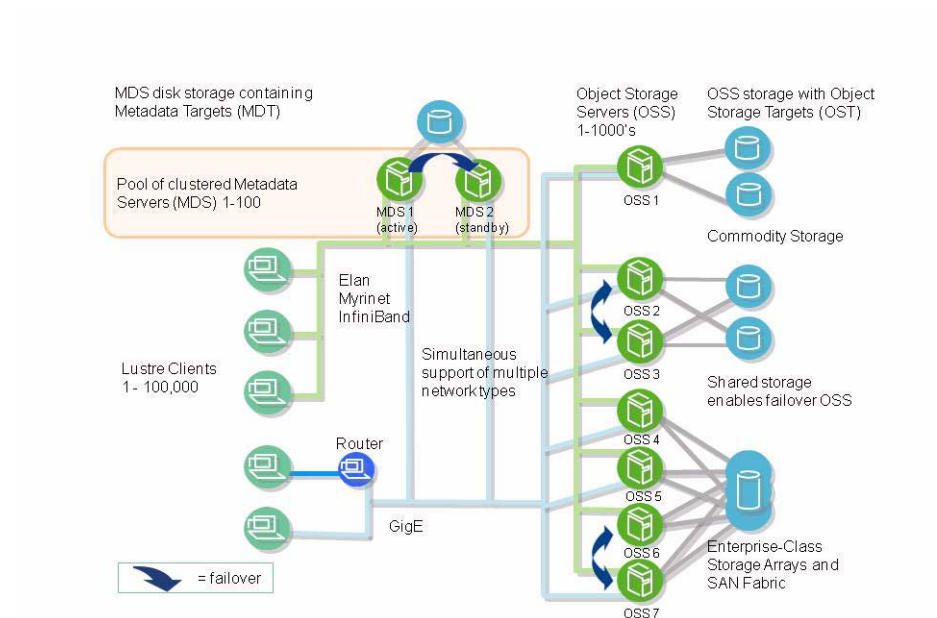 MDS disk storage containing
Metadata Targets (MDT)
Object Storage
Servers (OSS)
1-1000's
OSS storage with Object
Storage Targets (OST)
Pool of clustered Metadata
Servers (MDS) 1-100
MDS 1
(active)
MDS 2
(standby)
OSS 1
Commodity Storage
Elan
Myrinet
InfiniBand
OSS 2
Simultaneous
support of multiple
network types
OSS 3
Lustre Clients
1 - 100,000
Shared storage
enables failover OSS
OSS 4
Router
OSS 5
GigE
OSS 6
Enterprise-Class
Storage Arrays and
SAN Fabric
= failover
OSS 7